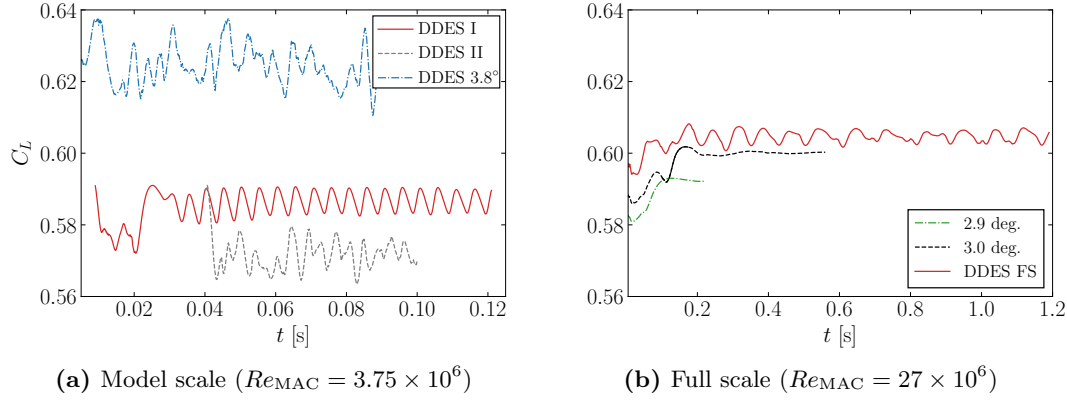 0.64
0.62
0.60
0.58
0.56
C_L
0.02
0.04
0.06
0.08
0.10
0.12
t [s]
DDES I
DDES II
DDES 3.8°
(a) Model scale (Re_MAC = 3.75 × 10^6)
0.64
0.62
0.60
0.58
0.56
0.2
0.4
0.6
0.8
1.0
1.2
t [s]
2.9 deg.
3.0 deg.
DDES FS
(b) Full scale (Re_MAC = 27 × 10^6)